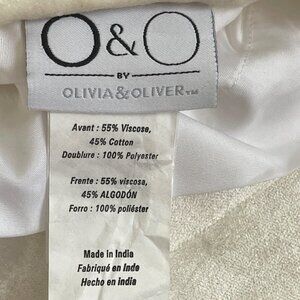 O&O
BY
OLIVIA&OLIVER™
Avant : 55% Viscose,
45% Cotton
Doublure : 100% Polyester
Frente : 55% viscosa,
45% ALGODÓN
Forro : 100% poliéster
Made in India
Fabriqué en Inde
Hecho en india